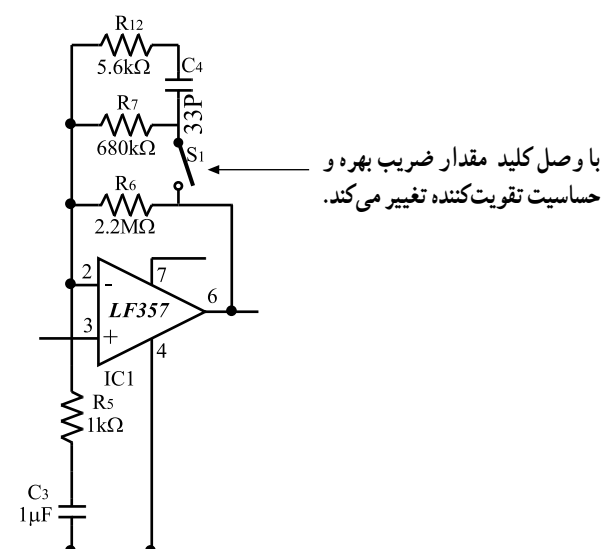 R12
5.6kΩ
C4
33P
R7
680kΩ
S1
با وصل کلید مقدار ضریب بهره و
حساسیت تقویت‌کننده تغییر می‌کند.
R6
2.2MΩ
2
7
-
LF357
6
3
+
4
IC1
R5
1kΩ
C3
1μF